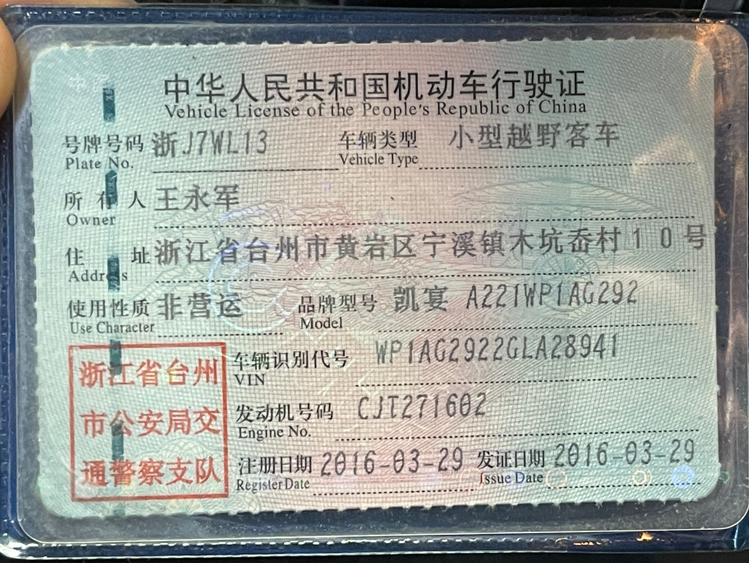 中华人民共和国机动车行驶证
Vehicle License of the People's Republic of China
号牌号码 浙J7WL13 车辆类型 小型越野客车
Plate No. Vehicle Type
所有人 王永军
Owner
住址 浙江省台州市黄岩区宁溪镇木坑岙村10号
Address
使用性质 非营运 品牌型号 凯宴 A221WP1AG292
Use Character Model
浙江省台州
市公安局交
通警察支队
车辆识别代号 WP1AG2922GLA28941
VIN
发动机号码 CJT271602
Engine No.
注册日期 2016-03-29 发证日期 2016-03-29
Register Date Issue Date